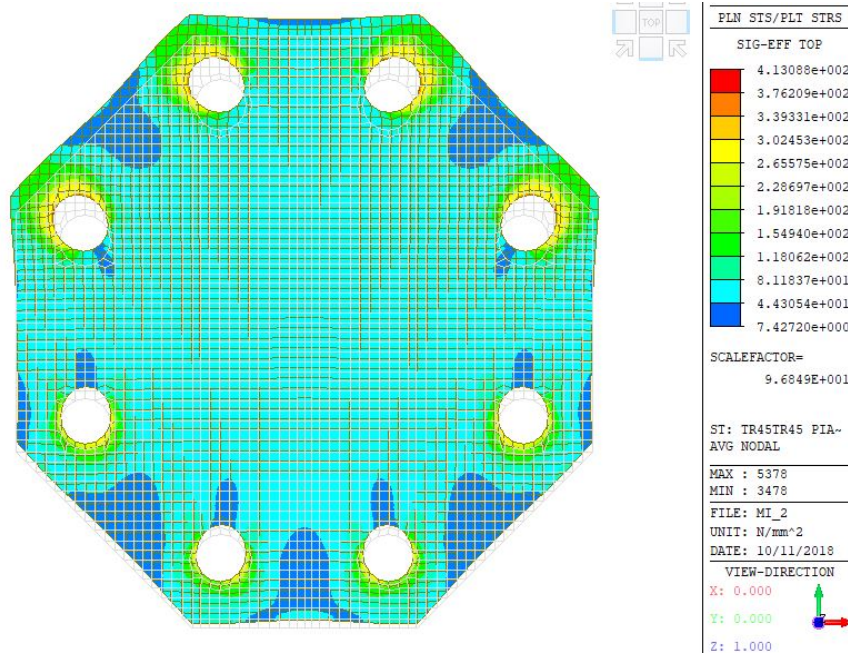 TOP
PLN STS/PLT STRS
SIG-EFF TOP
4.13088e+002
3.76209e+002
3.39331e+002
3.02453e+002
2.65575e+002
2.28697e+002
1.91818e+002
1.54940e+002
1.18062e+002
8.11837e+001
4.43054e+001
7.42720e+000
SCALEFACTOR=
9.6849E+001
ST: TR45TR45 PIA~
AVG NODAL
MAX : 5378
MIN : 3478
FILE: MI_2
UNIT: N/mm^2
DATE: 10/11/2018
VIEW-DIRECTION
X: 0.000
Y: 0.000
Z: 1.000